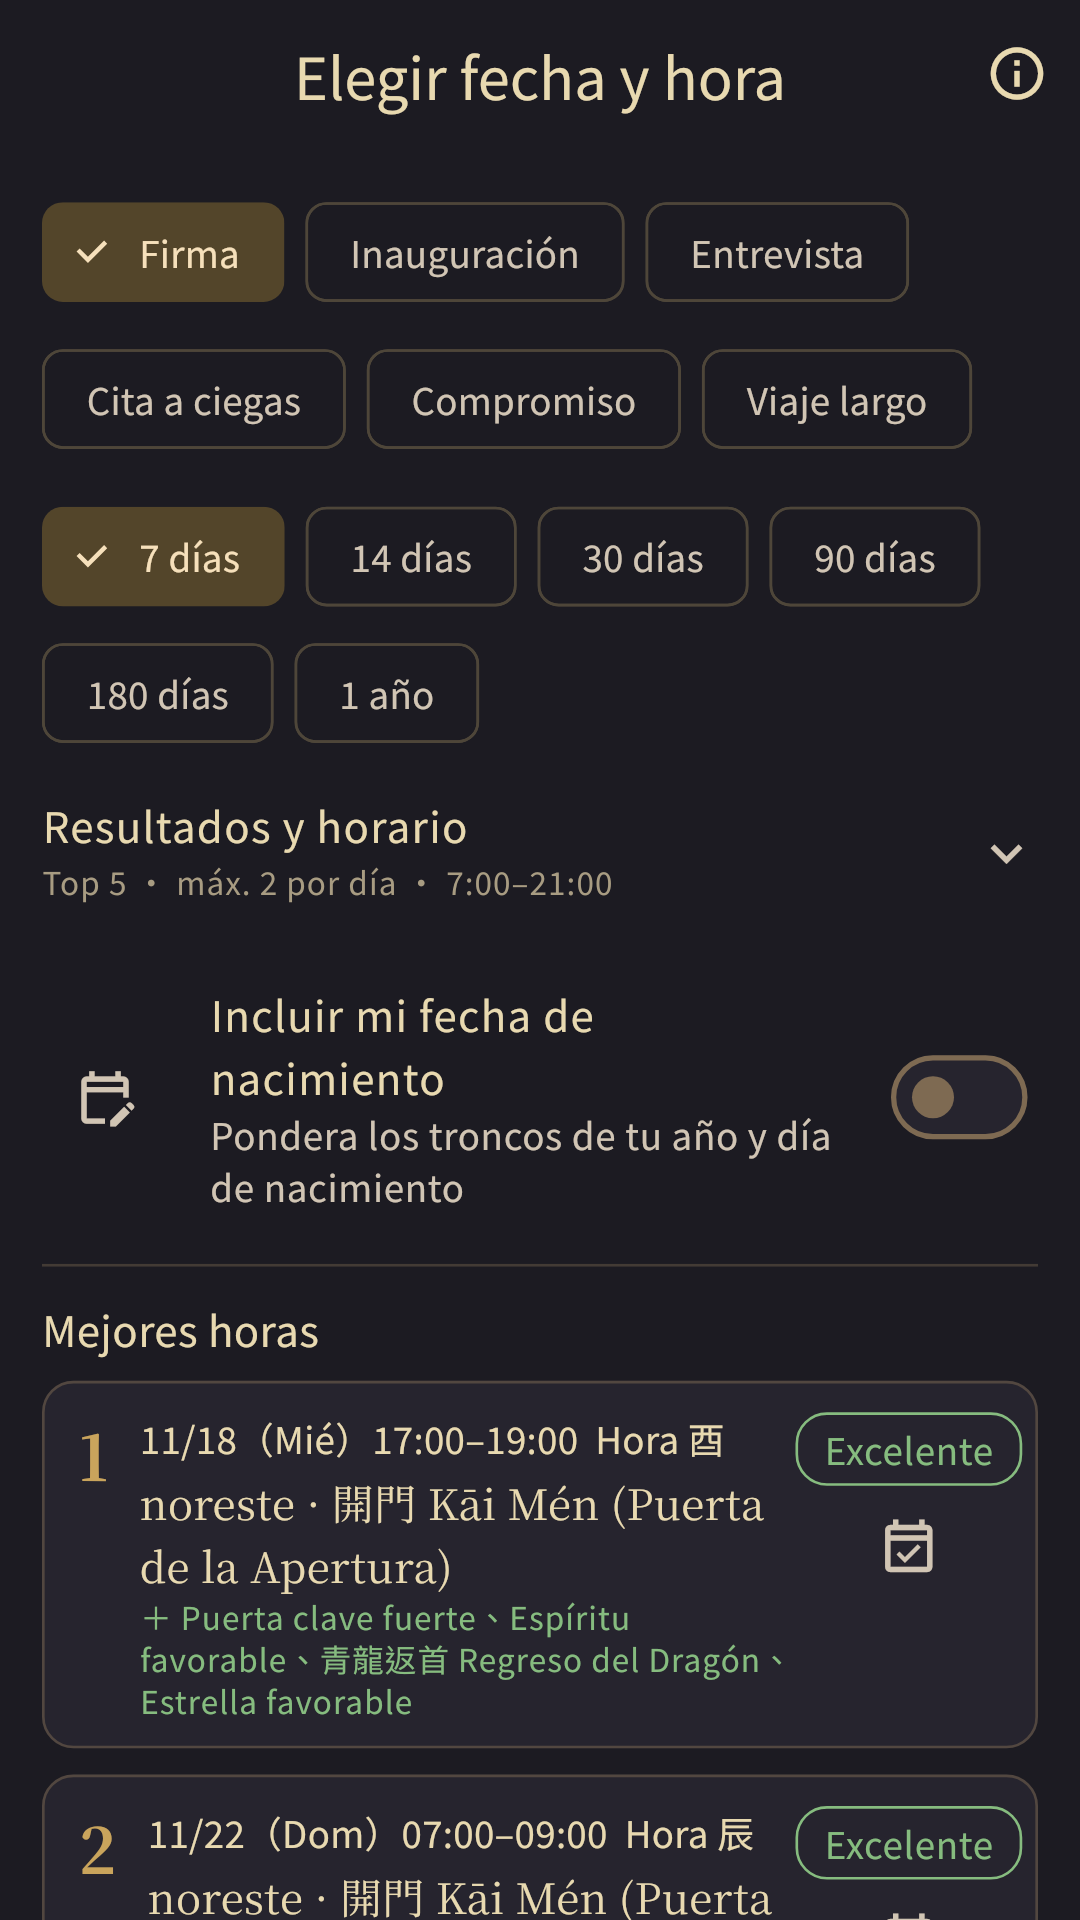 Elegir fecha y hora
Firma
Inauguración
Entrevista
Cita a ciegas
Compromiso
Viaje largo
7 días
14 días
30 días
90 días
180 días
1 año
Resultados y horario
Top 5 • máx. 2 por día • 7:00–21:00
Incluir mi fecha de
nacimiento
Pondera los troncos de tu año y día
de nacimiento
Mejores horas
1
11/18（Mié）17:00–19:00 Hora 酉
Excelente
noreste · 開門 Kāi Mén (Puerta
de la Apertura)
＋ Puerta clave fuerte、Espíritu
favorable、青龍返首 Regreso del Dragón、
Estrella favorable
2
11/22（Dom）07:00–09:00 Hora 辰
Excelente
noreste · 開門 Kāi Mén (Puerta